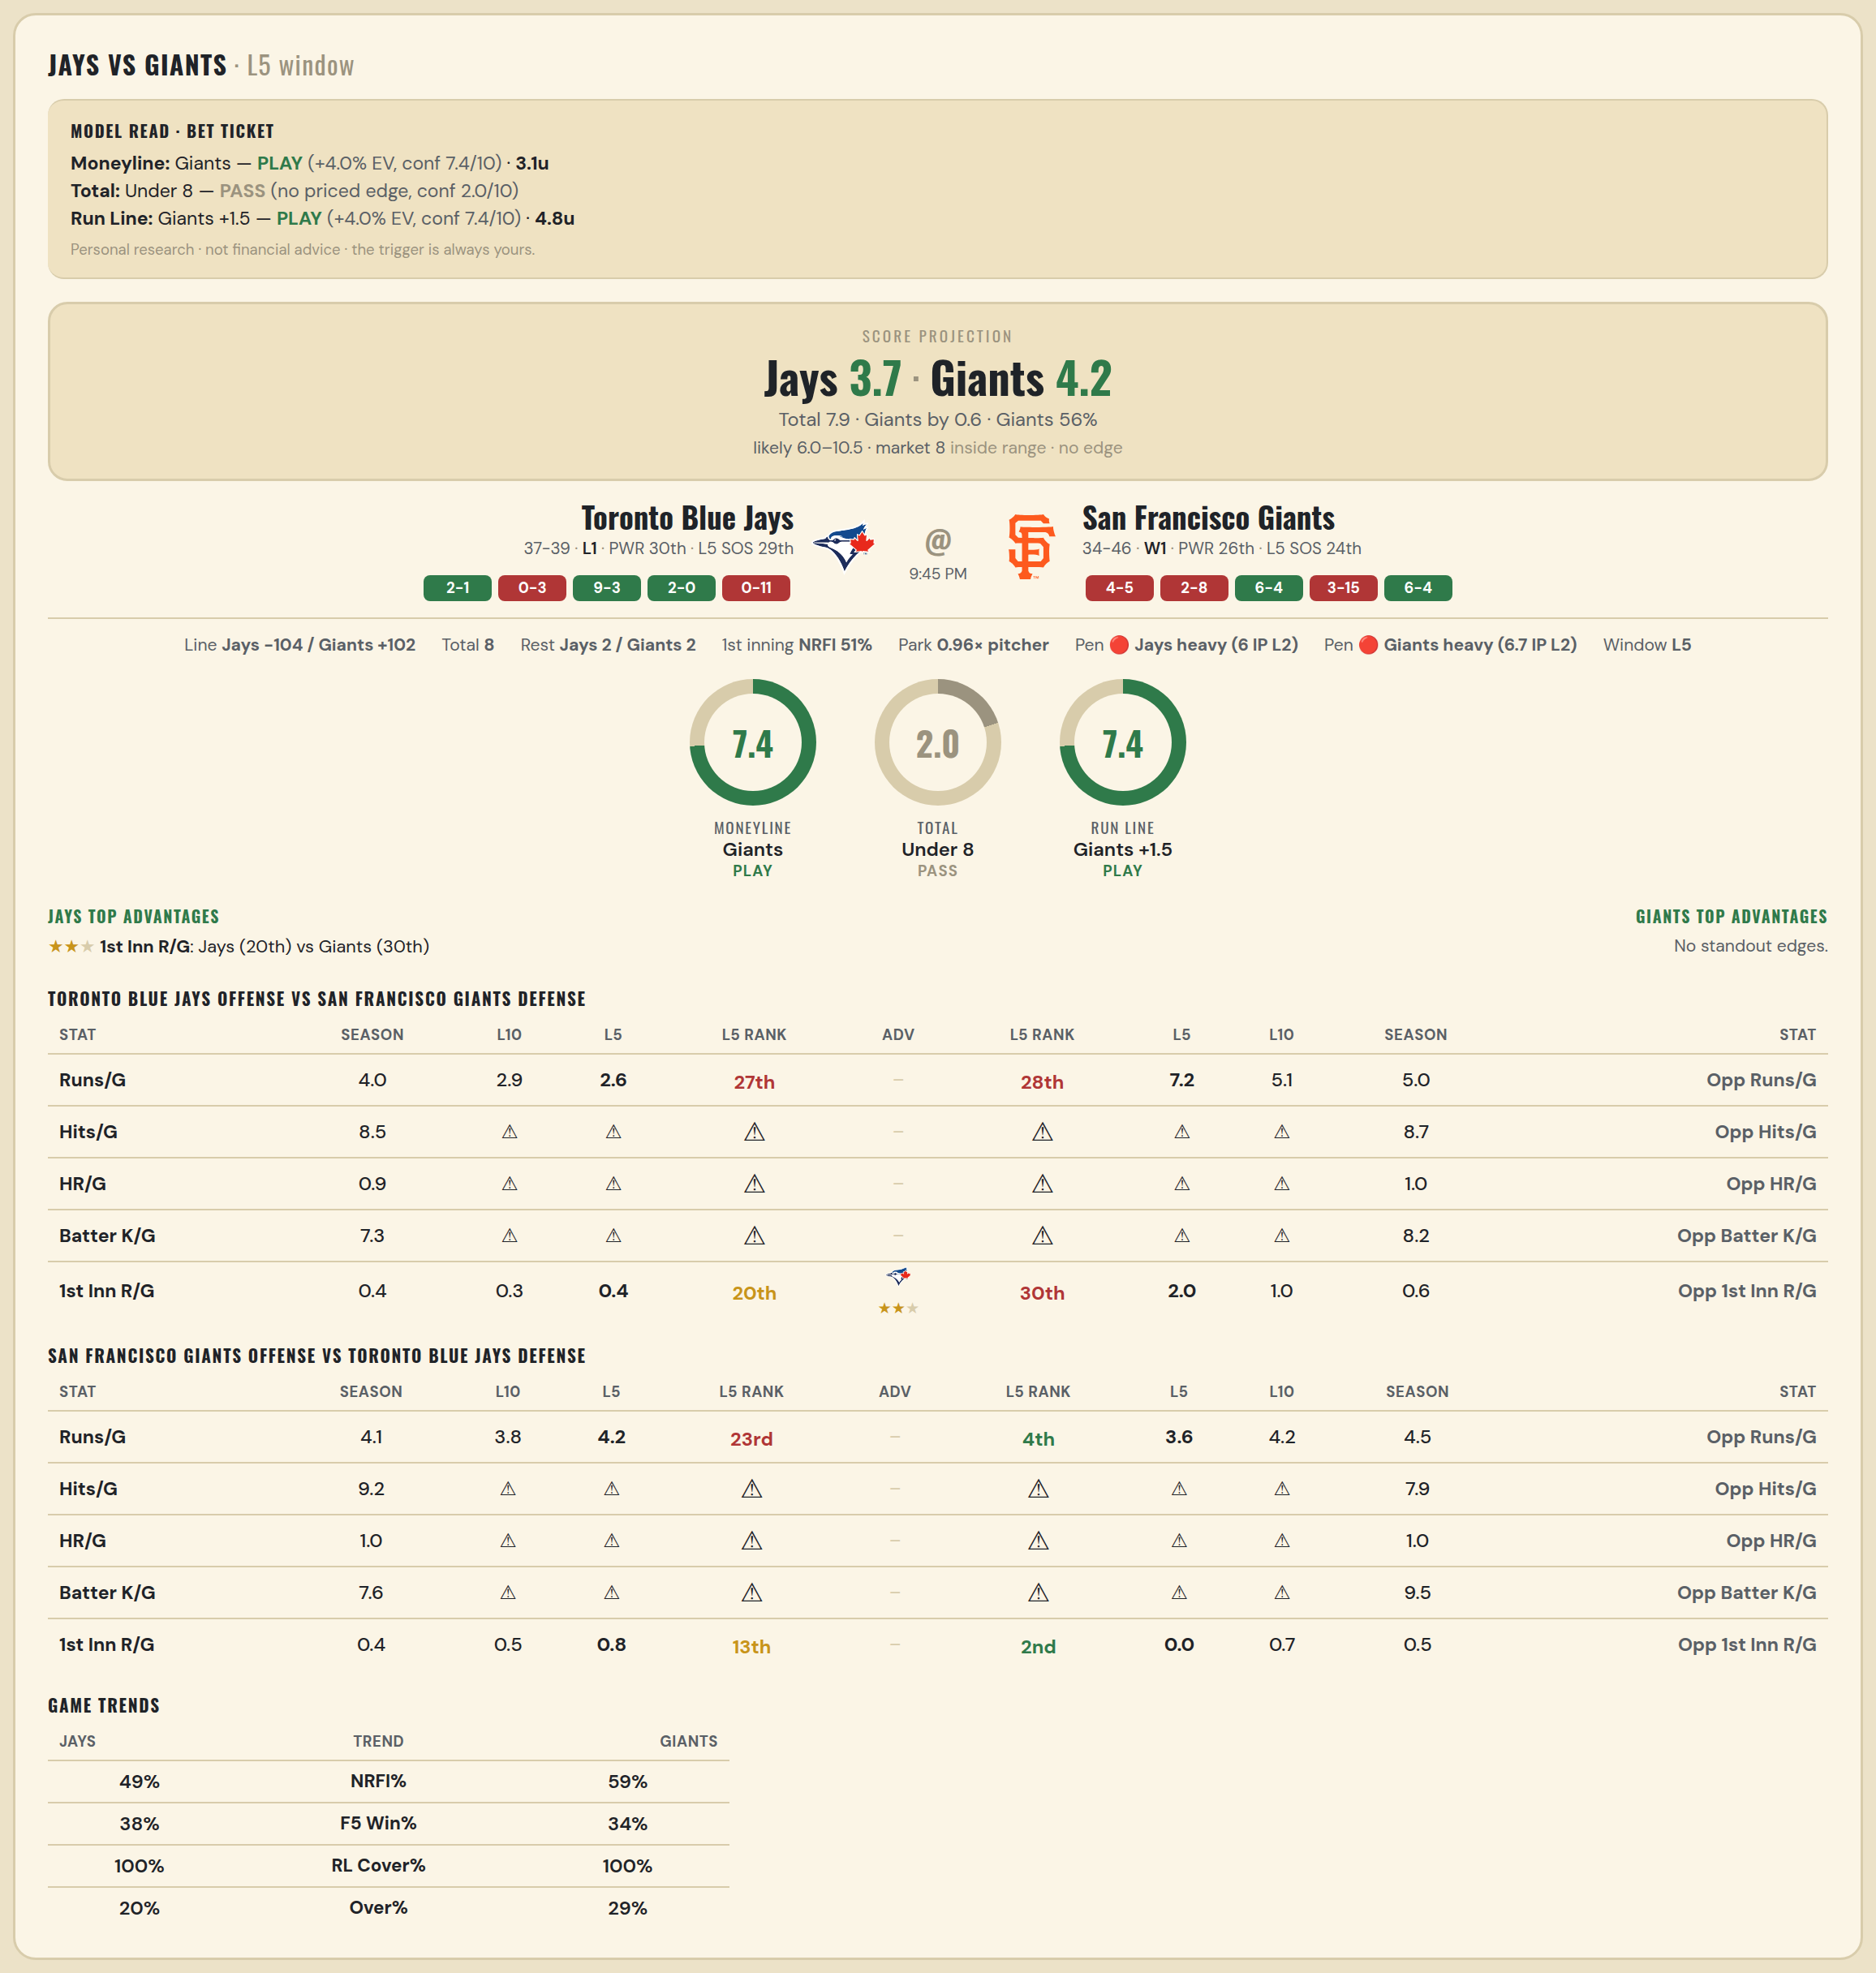 JAYS VS GIANTS · L5 window
MODEL READ · BET TICKET
Moneyline: Giants — PLAY (+4.0% EV, conf 7.4/10) · 3.1u
Total: Under 8 — PASS (no priced edge, conf 2.0/10)
Run Line: Giants +1.5 — PLAY (+4.0% EV, conf 7.4/10) · 4.8u
Personal research · not financial advice · the trigger is always yours.
SCORE PROJECTION
Jays 3.7 · Giants 4.2
Total 7.9 · Giants by 0.6 · Giants 56%
likely 6.0–10.5 · market 8 inside range · no edge
Toronto Blue Jays
37-39 · L1 · PWR 30th · L5 SOS 29th
2-1 0-3 9-3 2-0 0-11
@
9:45 PM
San Francisco Giants
34-46 · W1 · PWR 26th · L5 SOS 24th
4-5 2-8 6-4 3-15 6-4
Line Jays -104 / Giants +102 Total 8 Rest Jays 2 / Giants 2 1st inning NRFI 51% Park 0.96× pitcher Pen 🔴 Jays heavy (6 IP L2) Pen 🔴 Giants heavy (6.7 IP L2) Window L5
7.4 2.0 7.4
MONEYLINE TOTAL RUN LINE
Giants Under 8 Giants +1.5
PLAY PASS PLAY
JAYS TOP ADVANTAGES
★★★ 1st Inn R/G: Jays (20th) vs Giants (30th)
GIANTS TOP ADVANTAGES
No standout edges.
TORONTO BLUE JAYS OFFENSE VS SAN FRANCISCO GIANTS DEFENSE
STAT SEASON L10 L5 L5 RANK ADV L5 RANK L5 L10 SEASON STAT
Runs/G 4.0 2.9 2.6 27th — 28th 7.2 5.1 5.0 Opp Runs/G
Hits/G 8.5 ⚠ ⚠ ⚠ — ⚠ ⚠ ⚠ 8.7 Opp Hits/G
HR/G 0.9 ⚠ ⚠ ⚠ — ⚠ ⚠ ⚠ 1.0 Opp HR/G
Batter K/G 7.3 ⚠ ⚠ ⚠ — ⚠ ⚠ ⚠ 8.2 Opp Batter K/G
1st Inn R/G 0.4 0.3 0.4 20th ★★★ 30th 2.0 1.0 0.6 Opp 1st Inn R/G
SAN FRANCISCO GIANTS OFFENSE VS TORONTO BLUE JAYS DEFENSE
STAT SEASON L10 L5 L5 RANK ADV L5 RANK L5 L10 SEASON STAT
Runs/G 4.1 3.8 4.2 23rd — 4th 3.6 4.2 4.5 Opp Runs/G
Hits/G 9.2 ⚠ ⚠ ⚠ — ⚠ ⚠ ⚠ 7.9 Opp Hits/G
HR/G 1.0 ⚠ ⚠ ⚠ — ⚠ ⚠ ⚠ 1.0 Opp HR/G
Batter K/G 7.6 ⚠ ⚠ ⚠ — ⚠ ⚠ ⚠ 9.5 Opp Batter K/G
1st Inn R/G 0.4 0.5 0.8 13th — 2nd 0.0 0.7 0.5 Opp 1st Inn R/G
GAME TRENDS
JAYS TREND GIANTS
49% NRFI% 59%
38% F5 Win% 34%
100% RL Cover% 100%
20% Over% 29%